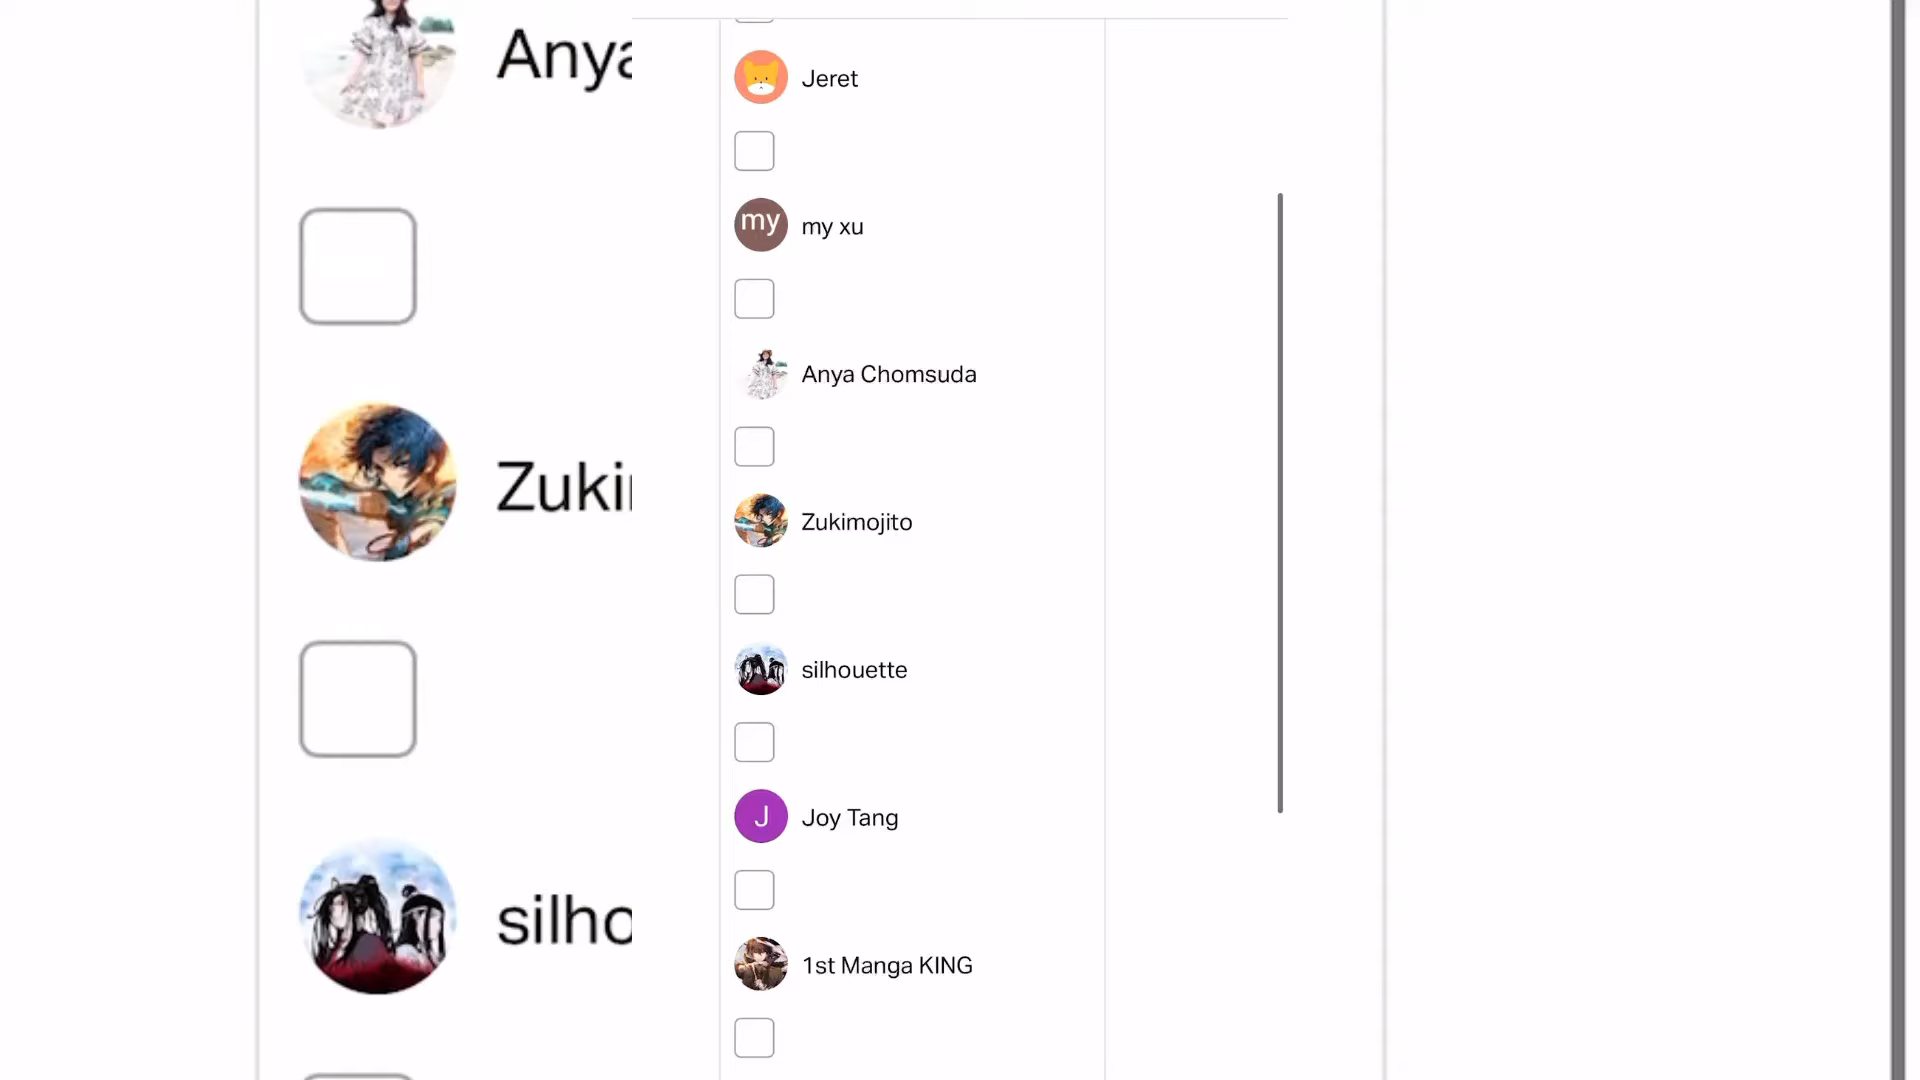 Anya
Zuki
silho
Jeret
my
my xu
Anya Chomsuda
Zukimojito
silhouette
J
Joy Tang
1st Manga KING